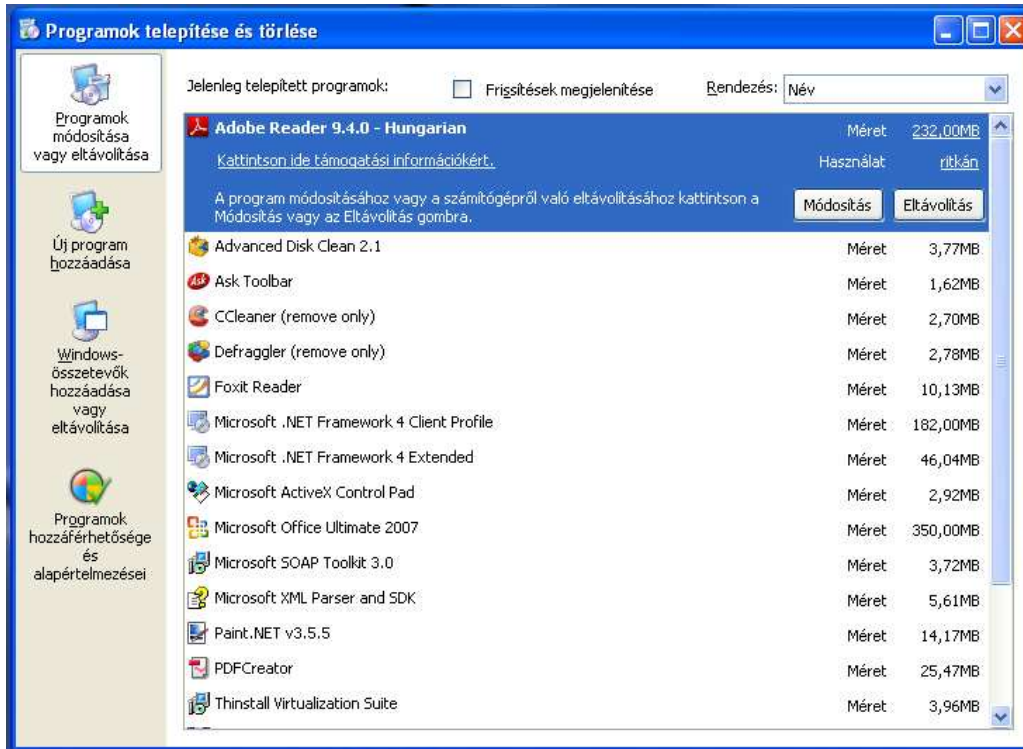 Programok telepítése és törlése
Programok
módosítása
vagy eltávolítása
Új program
hozzáadása
Windows-
összetevők
hozzáadása
vagy
eltávolítása
Programok
hozzáférhetősége
és
alapértelmezései
Jelenleg telepített programok: Frissítések megjelenítése Rendezés: Név
Adobe Reader 9.4.0 - Hungarian Méret 232,00MB
Kattintson ide támogatási információkért. Használat ritkán
A program módosításához vagy a számítógépről való eltávolításához kattintson a
Módosítás vagy az Eltávolítás gombra.
Módosítás Eltávolítás
Advanced Disk Clean 2.1 Méret 3,77MB
Ask Toolbar Méret 1,62MB
CCleaner (remove only) Méret 2,70MB
Defraggler (remove only) Méret 2,78MB
Foxit Reader Méret 10,13MB
Microsoft .NET Framework 4 Client Profile Méret 182,00MB
Microsoft .NET Framework 4 Extended Méret 46,04MB
Microsoft ActiveX Control Pad Méret 2,92MB
Microsoft Office Ultimate 2007 Méret 350,00MB
Microsoft SOAP Toolkit 3.0 Méret 3,72MB
Microsoft XML Parser and SDK Méret 5,61MB
Paint.NET v3.5.5 Méret 14,17MB
PDFCreator Méret 25,47MB
Thinstall Virtualization Suite Méret 3,96MB